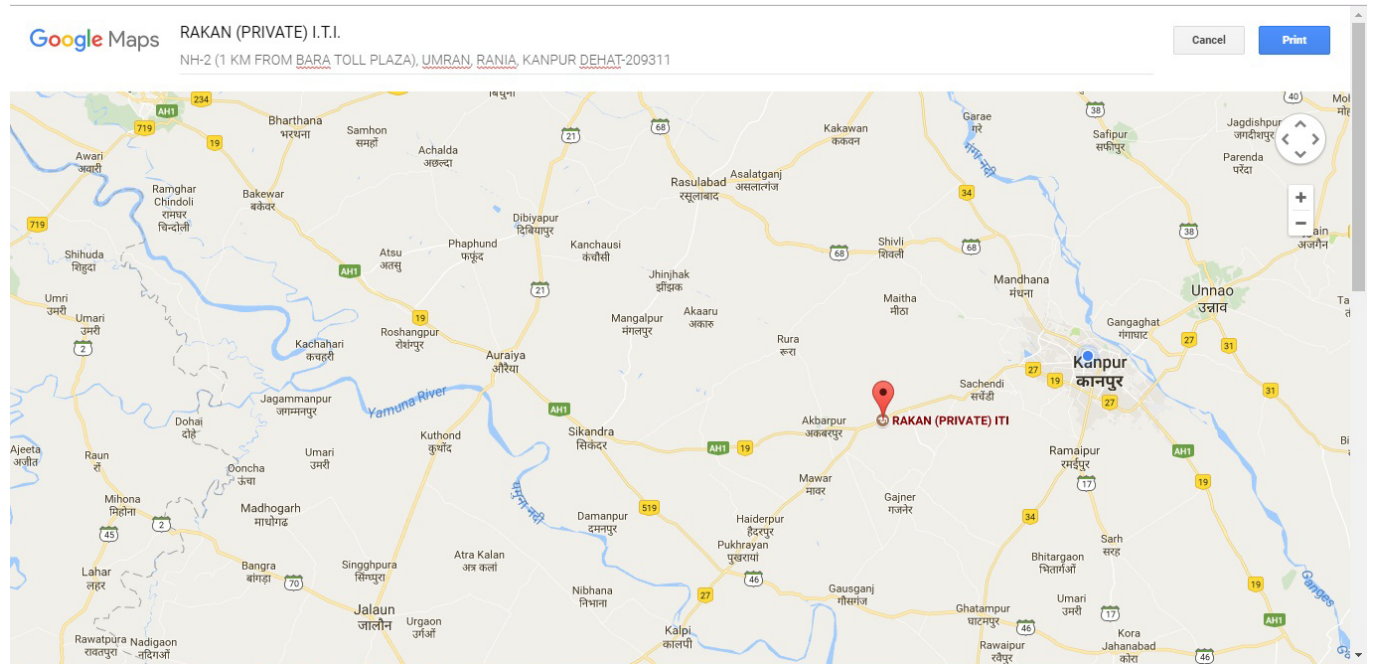 Google Maps
RAKAN (PRIVATE) I.T.I.
NH-2 (1 KM FROM BARA TOLL PLAZA), UMRAN, RANIA, KANPUR DEHAT-209311
Cancel
Print
234
AH1
719
19
Bharthana
भरथना
Samhon
समहों
21
68
Kakawan
ककवन
Garae
गरे
गंगा नदी
38
Safipur
सफीपुर
40
Jagdishpur
जगदीशपुर
Awari
अवारी
Achalda
अछल्दा
Parenda
परेंदा
Ramghar
Chindoli
रामघर
चिन्दोली
Bakewar
बकेवर
Rasulabad
रसूलाबाद
Asalatganj
असलातगंज
34
+
−
719
Dibiyapur
दिबियापुर
38
अजगैन
Shihuda
शिहुदा
Atsu
अतसु
AH1
Phaphund
फफूंद
Kanchausi
कंचौसी
68
Shivli
शिवली
68
Jhinjhak
झींझक
21
Mandhana
मंधना
Unnao
उन्नाव
Umri
उमरी
Umari
उमरी
2
19
Roshangpur
रोशंगपुर
Mangalpur
मंगलपुर
Akaaru
अकारु
Maitha
मैथा
Gangaghat
गंगाघाट
27
31
Kachahari
कचहरी
Auraiya
औरैया
Rura
रूरा
Kanpur
कानपुर
27
19
27
31
Jagammanpur
जगम्मनपुर
Yamuna River
Sachendi
सचेंडी
AH1
Dohai
दोहे
Kuthond
कुथोंद
Sikandra
सिकंदर
AH1
19
Akbarpur
अकबरपुर
RAKAN (PRIVATE) ITI
Ajeeta
अजीत
Raun
रों
Umari
उमरी
Ooncha
ऊंचा
Ramaipur
रमईपुर
17
AH1
19
Mihona
मिहोना
2
45
Madhogarh
माधोगढ
यमुना नदी
Mawar
मावर
Gajner
गजनेर
519
Damanpur
दमनपुर
Haiderpur
हैदरपुर
34
Pukhrayan
पुखरायां
Sarh
सरह
Bhitargaon
भितार्गओं
Lahar
लहर
Bangra
बांगड़ा
70
Singghpura
सिंग्घपुरा
Atra Kalan
अत्र कलां
46
Nibhana
निभाना
27
Gausganj
गौसगंज
19
Ganges
Umari
उमरी
17
Jalaun
जालौन
Urgaon
उर्गओं
Ghatampur
घाटमपुर
46
AH1
Kalpi
कालपी
Rawatpura
रावतपुरा
Nadigaon
नदिगओं
Rawaipur
रवैपुर
Kora
Jahanabad
कोरा
46